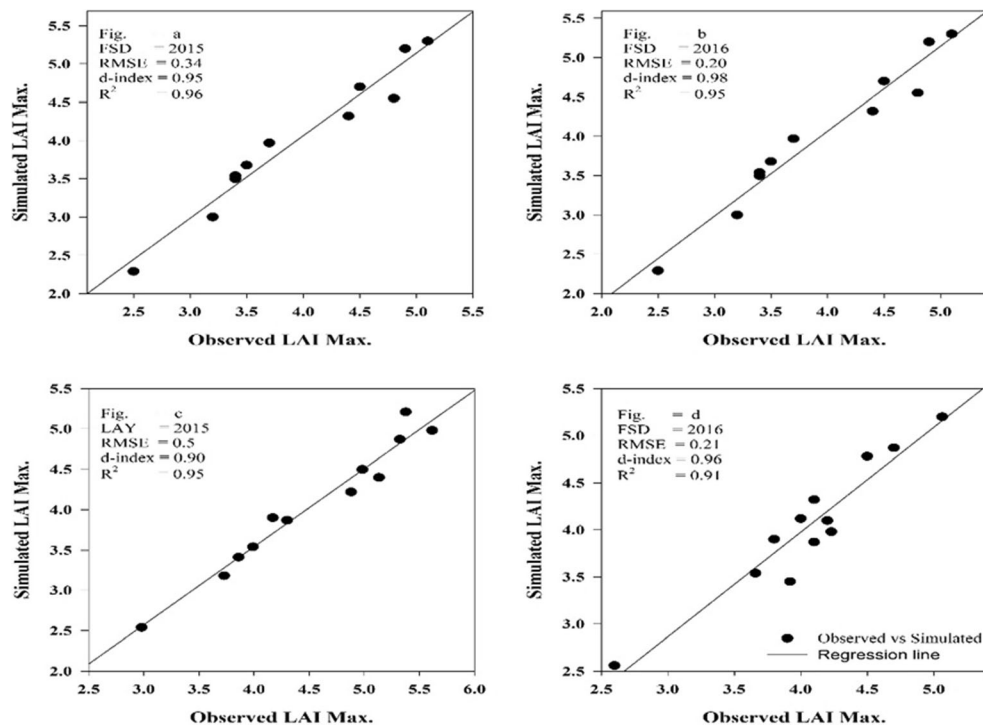 Fig. a
FSD = 2015
RMSE = 0.34
d-index = 0.95
R² = 0.96
Simulated LAI Max.
5.5
5.0
4.5
4.0
3.5
3.0
2.5
2.0
2.5 3.0 3.5 4.0 4.5 5.0 5.5
Observed LAI Max.
Fig. b
FSD = 2016
RMSE = 0.20
d-index = 0.98
R² = 0.95
Simulated LAI Max.
5.5
5.0
4.5
4.0
3.5
3.0
2.5
2.0
2.0 2.5 3.0 3.5 4.0 4.5 5.0
Observed LAI Max.
Fig. c
LAY = 2015
RMSE = 0.5
d-index = 0.90
R² = 0.95
Simulated LAI Max.
5.5
5.0
4.5
4.0
3.5
3.0
2.5
2.0
2.5 3.0 3.5 4.0 4.5 5.0 5.5 6.0
Observed LAI Max.
Fig. = d
FSD = 2016
RMSE = 0.21
d-index = 0.96
R² = 0.91
Simulated LAI Max.
5.5
5.0
4.5
4.0
3.5
3.0
2.5
2.5 3.0 3.5 4.0 4.5 5.0
Observed vs Simulated
Regression line
Observed LAI Max.